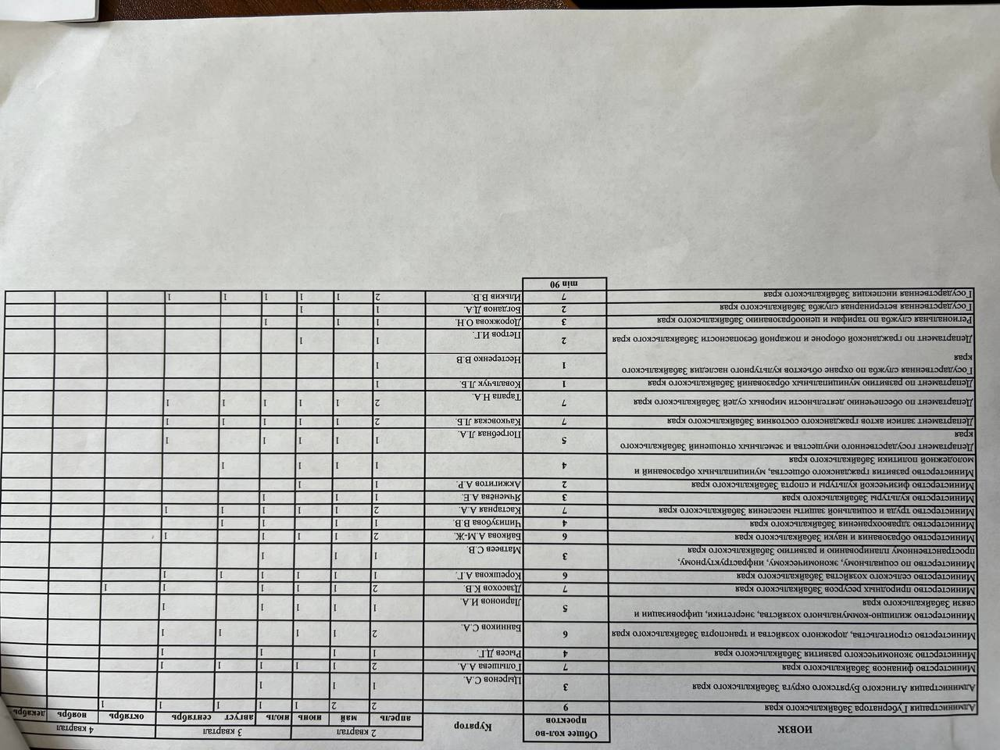 ИОВЗК Общее кол-во проектов Куратор 2 квартал 3 квартал 4 квартал
апрель май июнь июль август сентябрь октябрь ноябрь декабрь
Администрация Губернатора Забайкальского края 9 2 2 1 1 1 1 1
Администрация Агинского Бурятского округа Забайкальского края 3 Цыренов С.А. 1 1 1
Министерство финансов Забайкальского края 7 Голышева А.А. 2 1 1 1 1 1
Министерство экономического развития Забайкальского края 4 Рысев Д.Г. 1 1 1 1
Министерство строительства, дорожного хозяйства и транспорта Забайкальского края 6 Банников С.А. 2 1 1 1 1
Министерство жилищно-коммунального хозяйства, энергетики, цифровизации и
связи Забайкальского края 5 Ларионов И.А. 1 1 1 1 1
Министерство природных ресурсов Забайкальского края 7 Дзасохов К.В. 2 1 1 1 1 1
Министерство сельского хозяйства Забайкальского края 6 Корешкова А.Г. 1 1 1 1 1 1
Министерство по социальному, экономическому, инфраструктурному,
пространственному планированию и развитию Забайкальского края 3 Матвеев С.В. 1 1 1
Министерство образования и науки Забайкальского края 6 Байкова А.М-Ж. 2 1 1 1 1
Министерство здравоохранения Забайкальского края 4 Чипизубова В.В. 1 1 1 1
Министерство труда и социальной защиты населения Забайкальского края 7 Кастарная А.А. 2 1 1 1 1 1
Министерство культуры Забайкальского края 3 Ячменёва А.Е. 1 1 1
Министерство физической культуры и спорта Забайкальского края 2 Акжигитов А.Р. 1 1
Министерство развития гражданского общества, муниципальных образований и
молодежной политики Забайкальского края 4 1 1 1 1
Департамент государственного имущества и земельных отношений Забайкальского
края 5 Погребная Л.А. 1 1 1 1 1
Департамент записи актов гражданского состояния Забайкальского края 7 Качковская Л.Б. 2 1 1 1 1 1
Департамент по обеспечению деятельности мировых судей Забайкальского края 7 Тарапа Н.А. 2 1 1 1 1 1
Департамент по развитию муниципальных образований Забайкальского края 1 Ковальчук Л.Б. 1
Государственная служба по охране объектов культурного наследия Забайкальского
края 1 Нестеренко В.В 1
Департамент по гражданской обороне и пожарной безопасности Забайкальского края 2 Петров И.Г. 1 1
Региональная служба по тарифам и ценообразованию Забайкальского края 3 Дорожкова О.Н. 1 1 1
Государственная ветеринарная служба Забайкальского края 2 Богданов Д.А. 1 1
Государственная инспекция Забайкальского края 7 Илькив В.В. 2 1 1 1 1 1
min 90